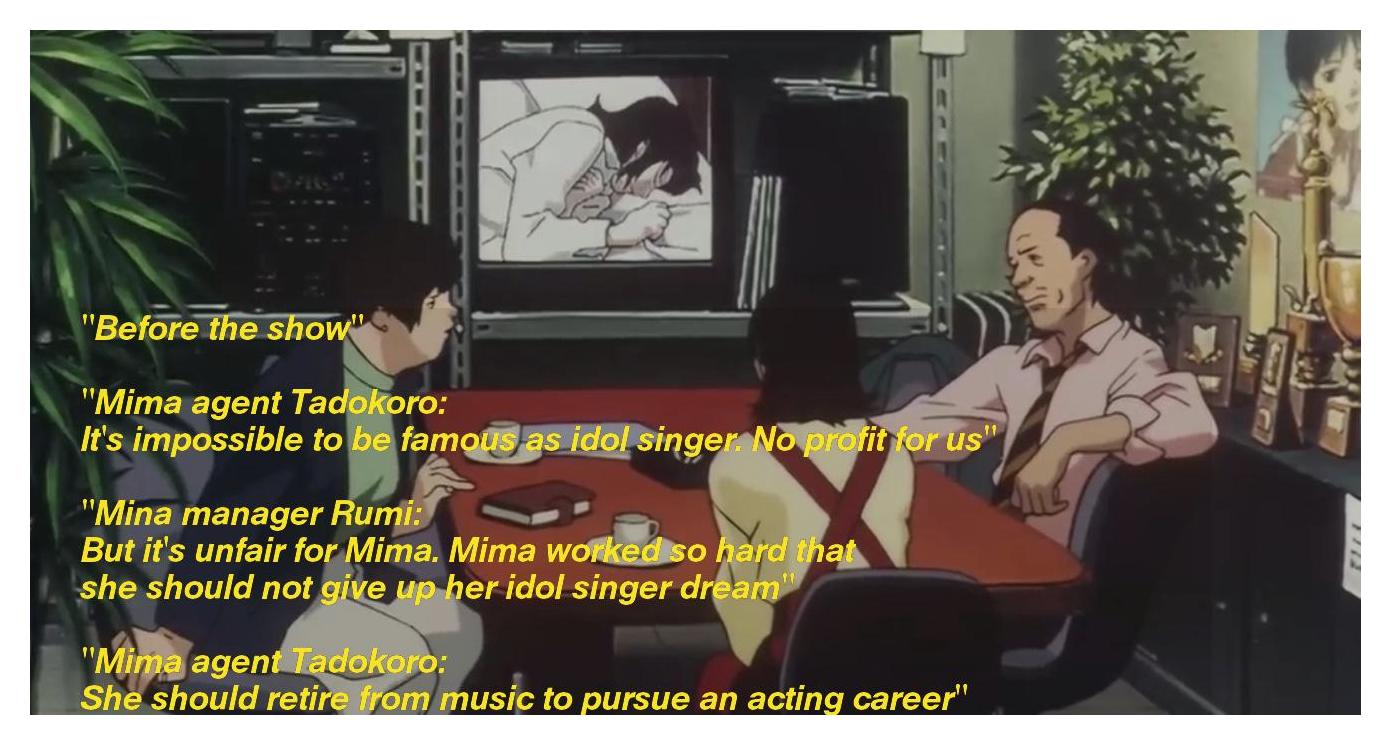 "Before the show"
"Mima agent Tadokoro:
It's impossible to be famous as idol singer. No profit for us"
"Mina manager Rumi:
But it's unfair for Mima. Mima worked so hard that
she should not give up her idol singer dream"
"Mima agent Tadokoro:
She should retire from music to pursue an acting career"